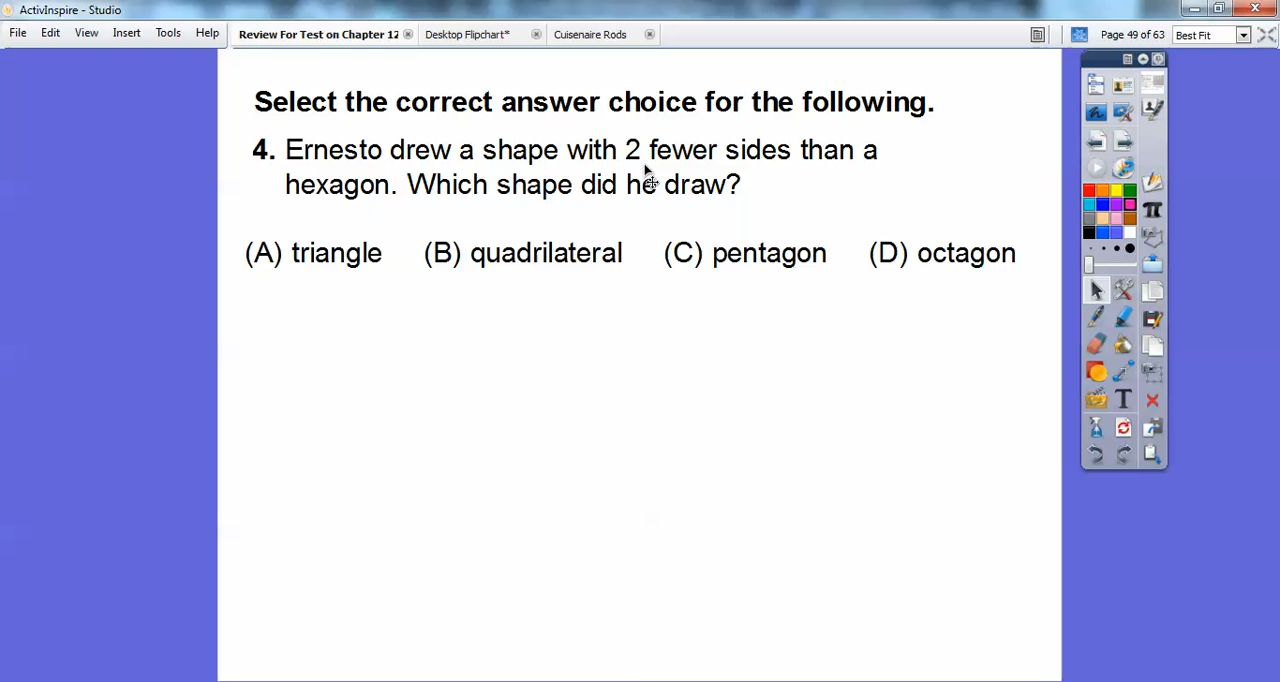 ActivInspire - Studio
File Edit View Insert Tools Help Review For Test on Chapter 12 Desktop Flipchart* Cuisenaire Rods Page 49 of 63 Best Fit
Select the correct answer choice for the following.
4. Ernesto drew a shape with 2 fewer sides than a
hexagon. Which shape did he draw?
(A) triangle (B) quadrilateral (C) pentagon (D) octagon